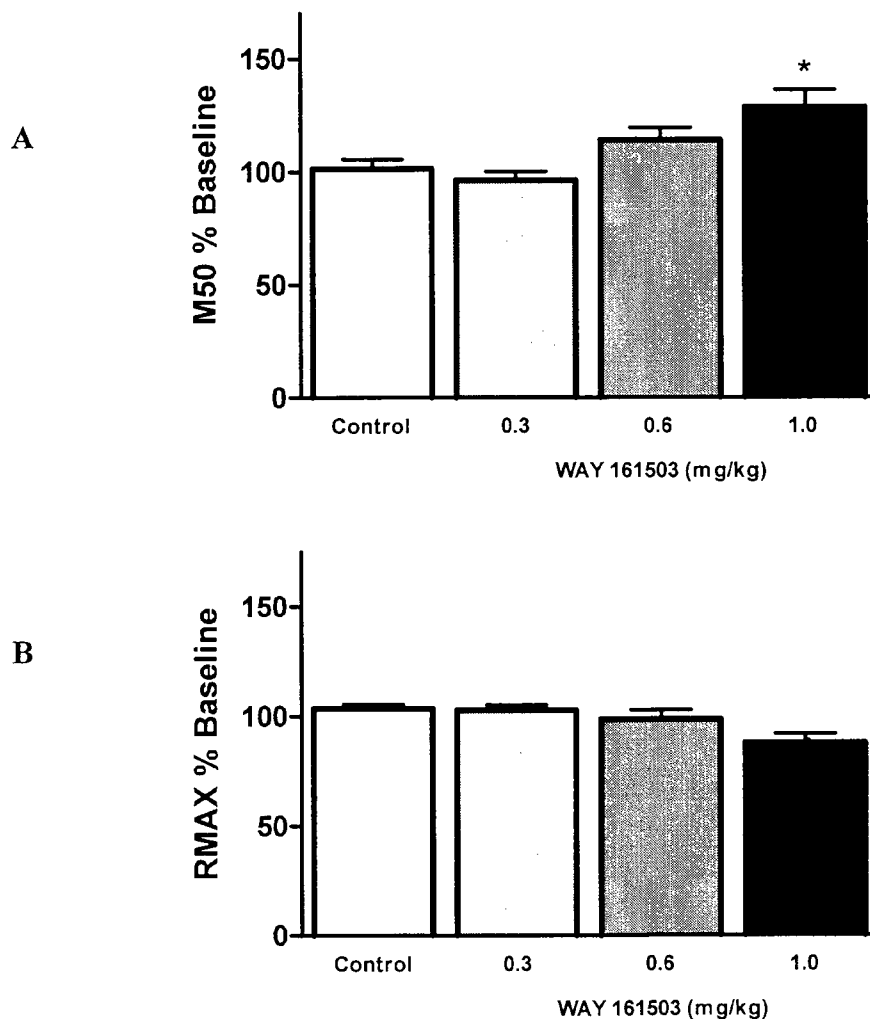 A
M50 % Baseline
150
100
50
0
*
Control 0.3 0.6 1.0
WAY 161503 (mg/kg)
B
RMAX % Baseline
150
100
50
0
Control 0.3 0.6 1.0
WAY 161503 (mg/kg)